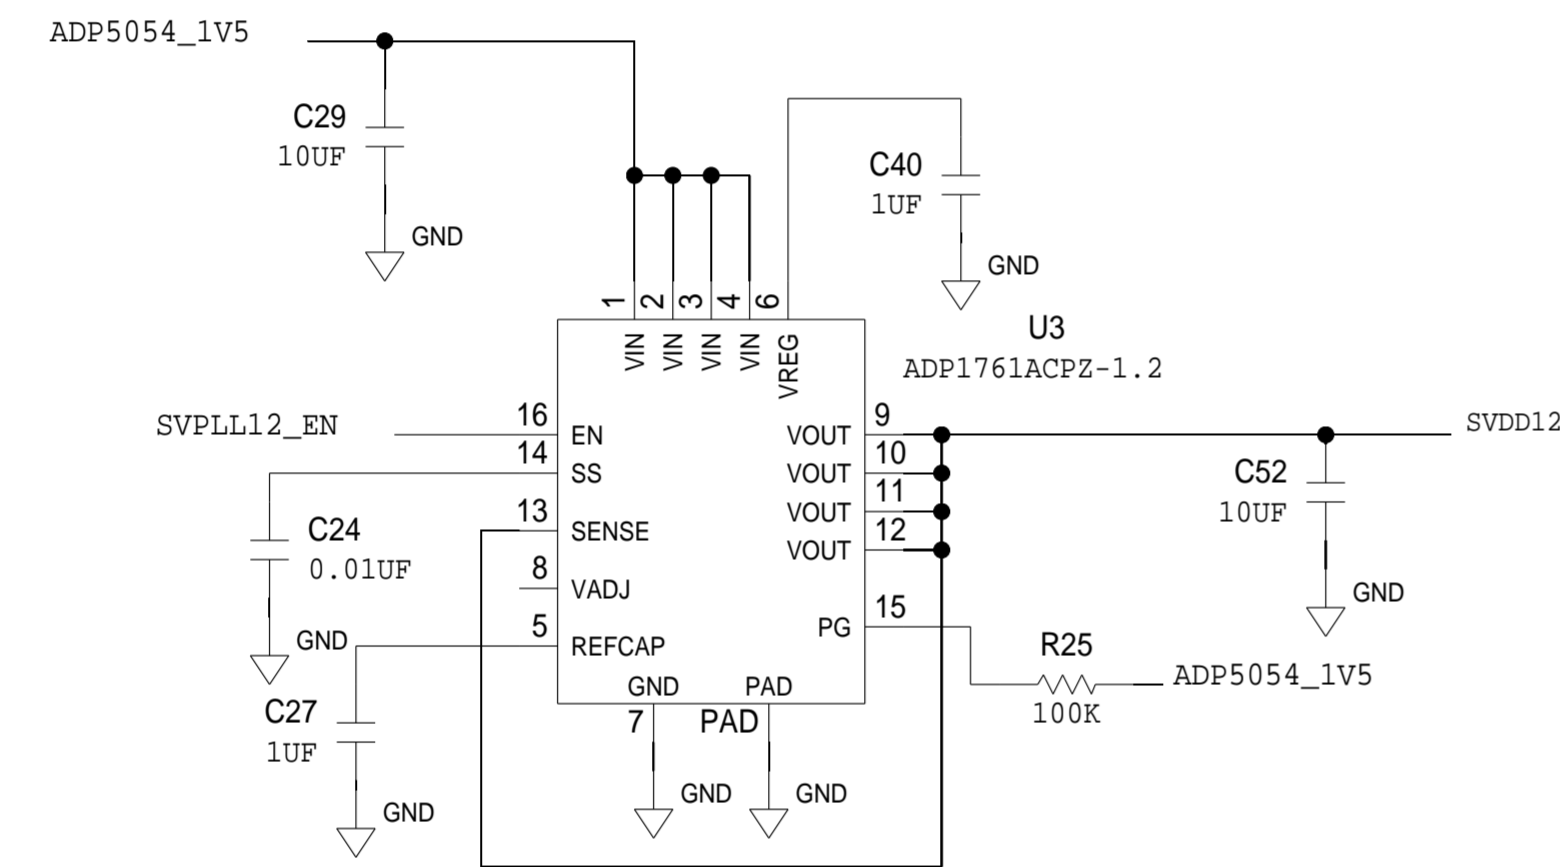 ADP5054_1V5
C29
10UF
GND
C40
1UF
GND
1
2
3
4
6
VIN
VIN
VIN
VIN
VREG
U3
ADP1761ACPZ-1.2
SVPLL12_EN
16
EN
14
SS
13
SENSE
8
VADJ
5
REFCAP
VOUT
9
VOUT
10
VOUT
11
VOUT
12
PG
15
SVDD12
C52
10UF
GND
C24
0.01UF
GND
R25
100K
ADP5054_1V5
GND
PAD
7
PAD
C27
1UF
GND
GND
GND